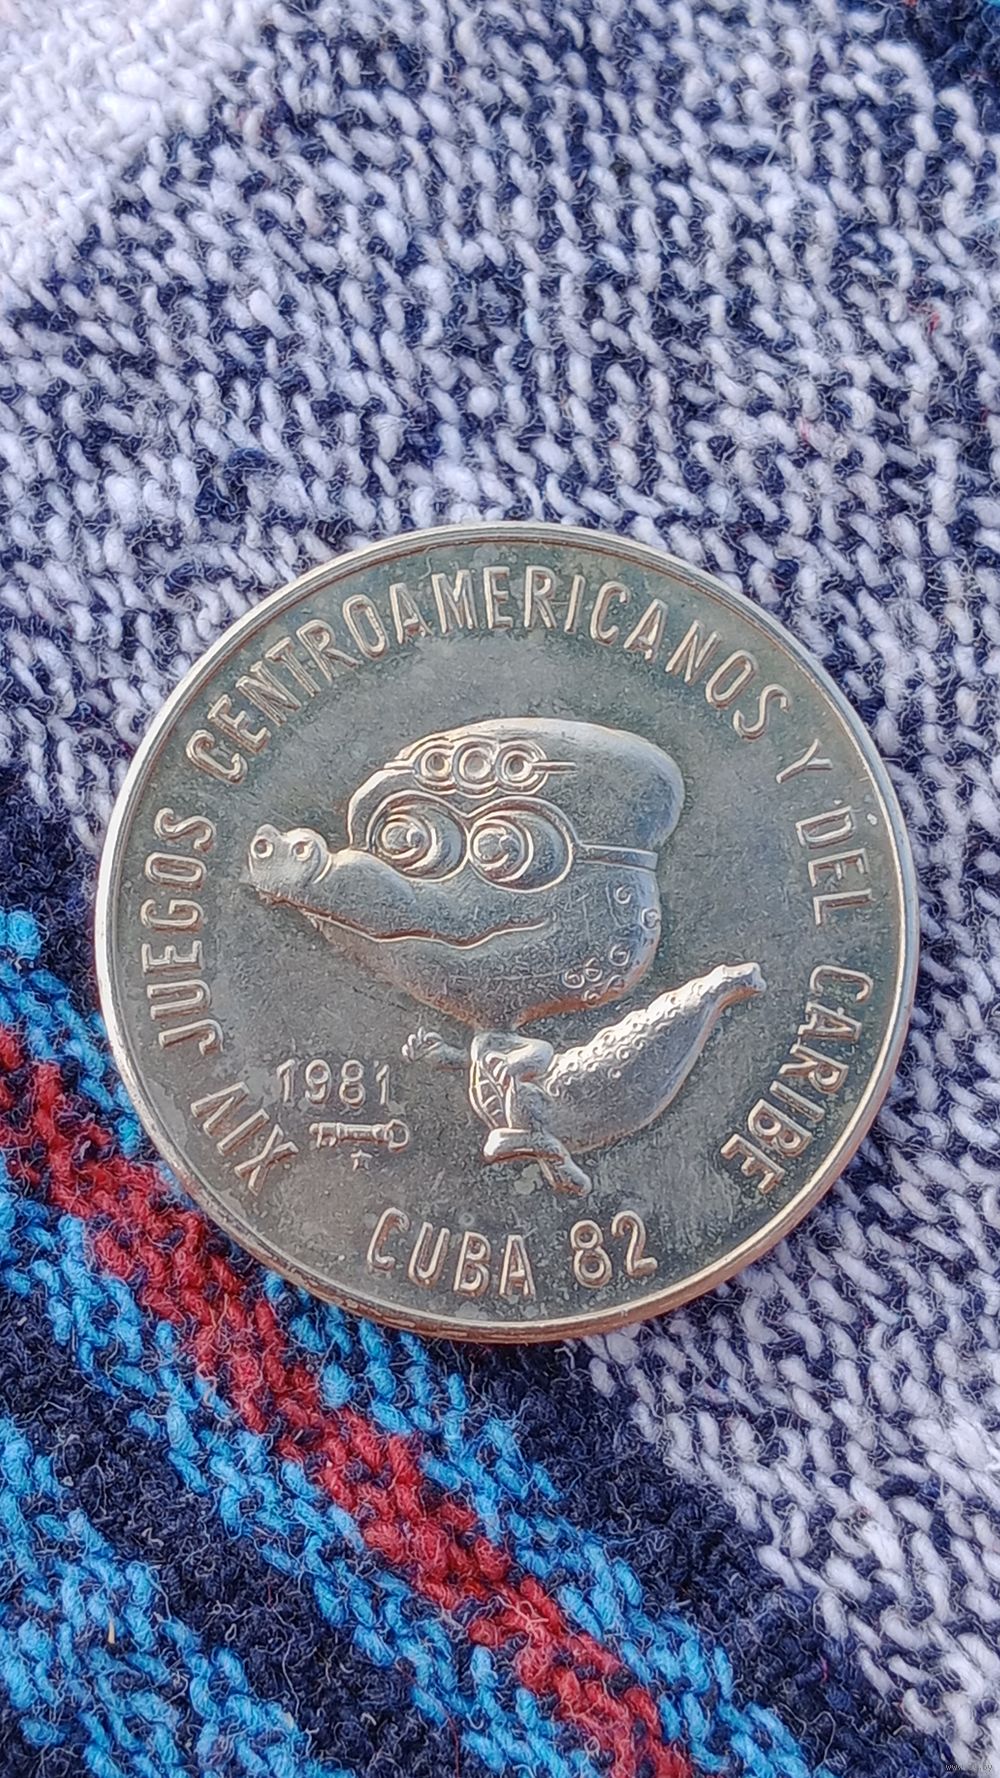 XIV JUEGOS CENTROAMERICANOS Y DEL CARIBE
1981
CUBA 82